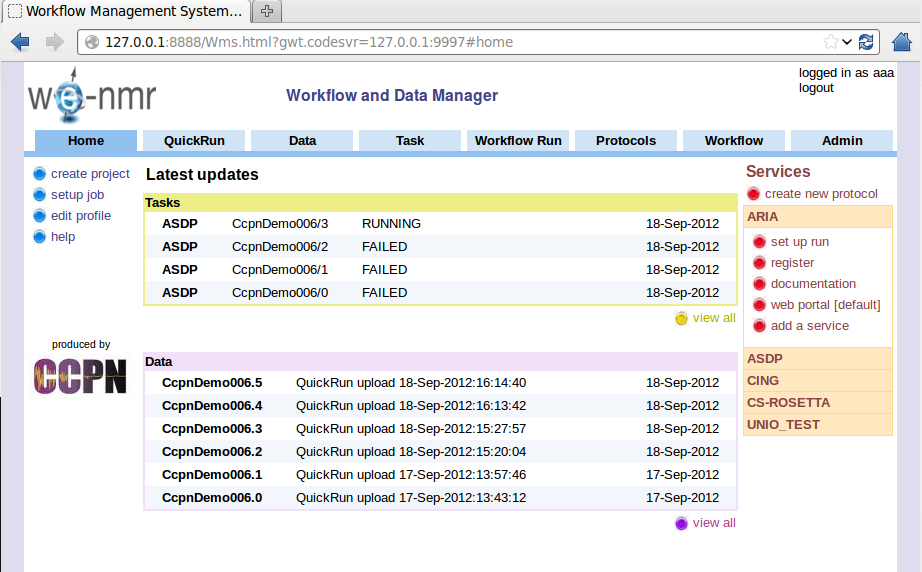 Workflow Management System...
127.0.0.1:8888/Wms.html?gwt.codesvr=127.0.0.1:9997#home
we-nmr
Workflow and Data Manager
logged in as aaa
logout
Home QuickRun Data Task Workflow Run Protocols Workflow Admin
create project
setup job
edit profile
help
produced by
CCPN
Latest updates
Tasks
ASDP CcpnDemo006/3 RUNNING 18-Sep-2012
ASDP CcpnDemo006/2 FAILED 18-Sep-2012
ASDP CcpnDemo006/1 FAILED 18-Sep-2012
ASDP CcpnDemo006/0 FAILED 18-Sep-2012
view all
Data
CcpnDemo006.5 QuickRun upload 18-Sep-2012:16:14:40 18-Sep-2012
CcpnDemo006.4 QuickRun upload 18-Sep-2012:16:13:42 18-Sep-2012
CcpnDemo006.3 QuickRun upload 18-Sep-2012:15:27:57 18-Sep-2012
CcpnDemo006.2 QuickRun upload 18-Sep-2012:15:20:04 18-Sep-2012
CcpnDemo006.1 QuickRun upload 17-Sep-2012:13:57:46 17-Sep-2012
CcpnDemo006.0 QuickRun upload 17-Sep-2012:13:43:12 17-Sep-2012
view all
Services
create new protocol
ARIA
set up run
register
documentation
web portal [default]
add a service
ASDP
CING
CS-ROSETTA
UNIO_TEST